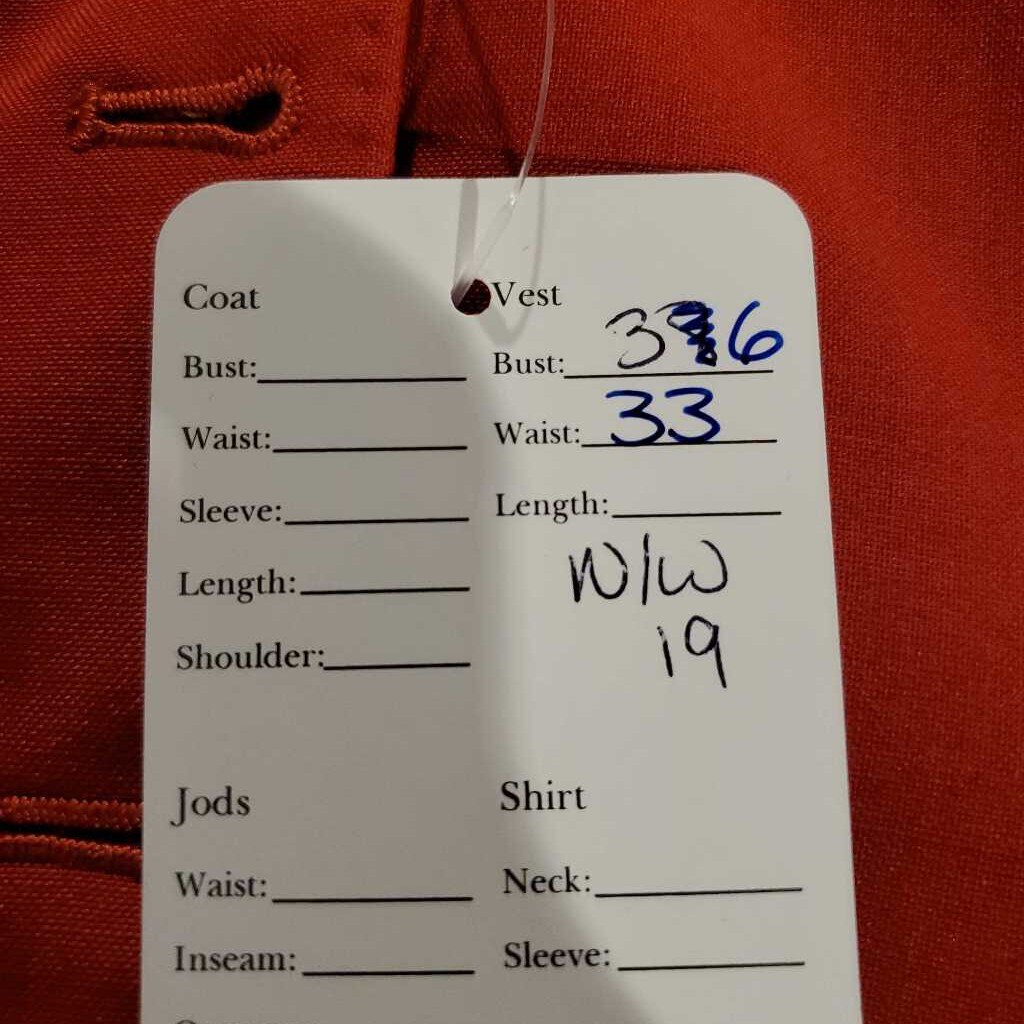 Coat
Bust:
Waist:
Sleeve:
Length:
Shoulder:
Vest
Bust: 36
Waist: 33
Length:
N/W
19
Jods
Waist:
Inseam:
Shirt
Neck:
Sleeve: